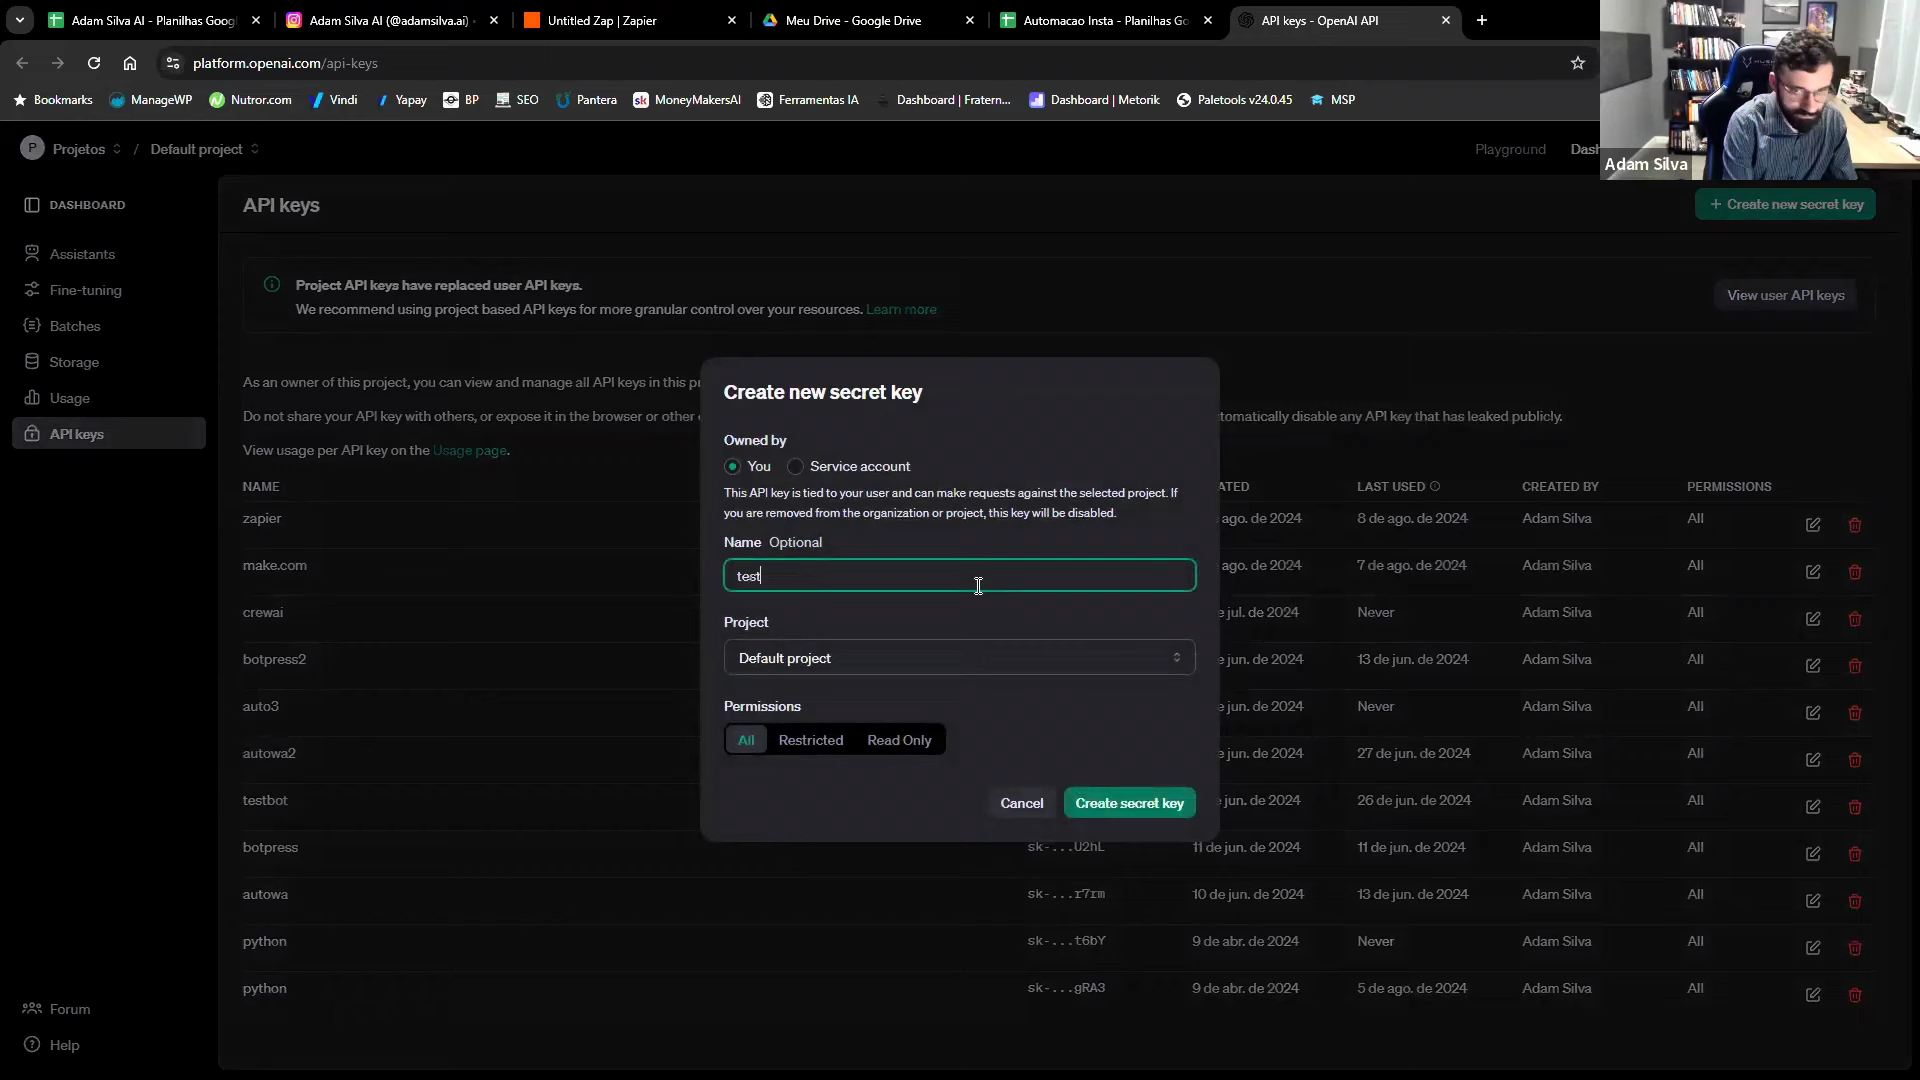 Adam Silva AI - Planilhas Goog
Adam Silva AI (@adamsilva.ai)
Untitled Zap | Zapier
Meu Drive - Google Drive
Automacao Insta - Planilhas Go
API keys - OpenAI API
platform.openai.com/api-keys
Bookmarks
ManageWP
Nutror.com
Vindi
Yapay
BP
SEO
Pantera
MoneyMakersAI
Ferramentas IA
Dashboard | Fratern...
Dashboard | Metorik
Paletools v24.0.45
MSP
Adam Silva
P Projetos / Default project
Playground
Dash
DASHBOARD
Assistants
Fine-tuning
Batches
Storage
Usage
API keys
Forum
Help
API keys
+ Create new secret key
Project API keys have replaced user API keys.
We recommend using project based API keys for more granular control over your resources. Learn more
View user API keys
As an owner of this project, you can view and manage all API keys in this pr
Do not share your API key with others, or expose it in the browser or other
tomatically disable any API key that has leaked publicly.
View usage per API key on the Usage page.
NAME ATED LAST USED CREATED BY PERMISSIONS
zapier ago. de 2024 8 de ago. de 2024 Adam Silva All
make.com ago. de 2024 7 de ago. de 2024 Adam Silva All
crewai e jul. de 2024 Never Adam Silva All
botpress2 e jun. de 2024 13 de jun. de 2024 Adam Silva All
auto3 e jun. de 2024 Never Adam Silva All
autowa2 e jun. de 2024 27 de jun. de 2024 Adam Silva All
testbot jun. de 2024 26 de jun. de 2024 Adam Silva All
botpress sk-...U2hL 11 de jun. de 2024 11 de jun. de 2024 Adam Silva All
autowa sk-...r7rm 10 de jun. de 2024 13 de jun. de 2024 Adam Silva All
python sk-...t6bY 9 de abr. de 2024 Never Adam Silva All
python sk-...gRA3 9 de abr. de 2024 5 de ago. de 2024 Adam Silva All
Create new secret key
Owned by
You Service account
This API key is tied to your user and can make requests against the selected project. If
you are removed from the organization or project, this key will be disabled.
Name Optional
test
Project
Default project
Permissions
All Restricted Read Only
Cancel Create secret key